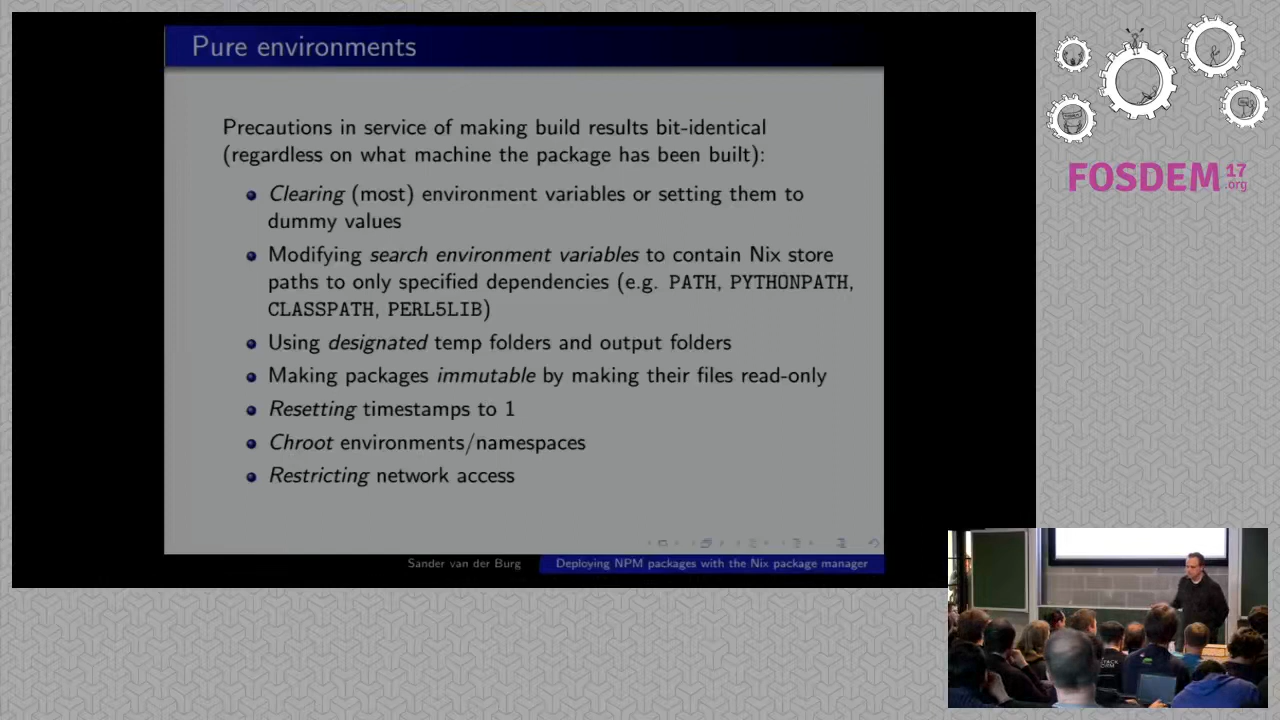 Pure environments
Precautions in service of making build results bit-identical
(regardless on what machine the package has been built):
Clearing (most) environment variables or setting them to
dummy values
Modifying search environment variables to contain Nix store
paths to only specified dependencies (e.g. PATH, PYTHONPATH,
CLASSPATH, PERL5LIB)
Using designated temp folders and output folders
Making packages immutable by making their files read-only
Resetting timestamps to 1
Chroot environments/namespaces
Restricting network access
Sander van der Burg
Deploying NPM packages with the Nix package manager
FOSDEM 17
.org